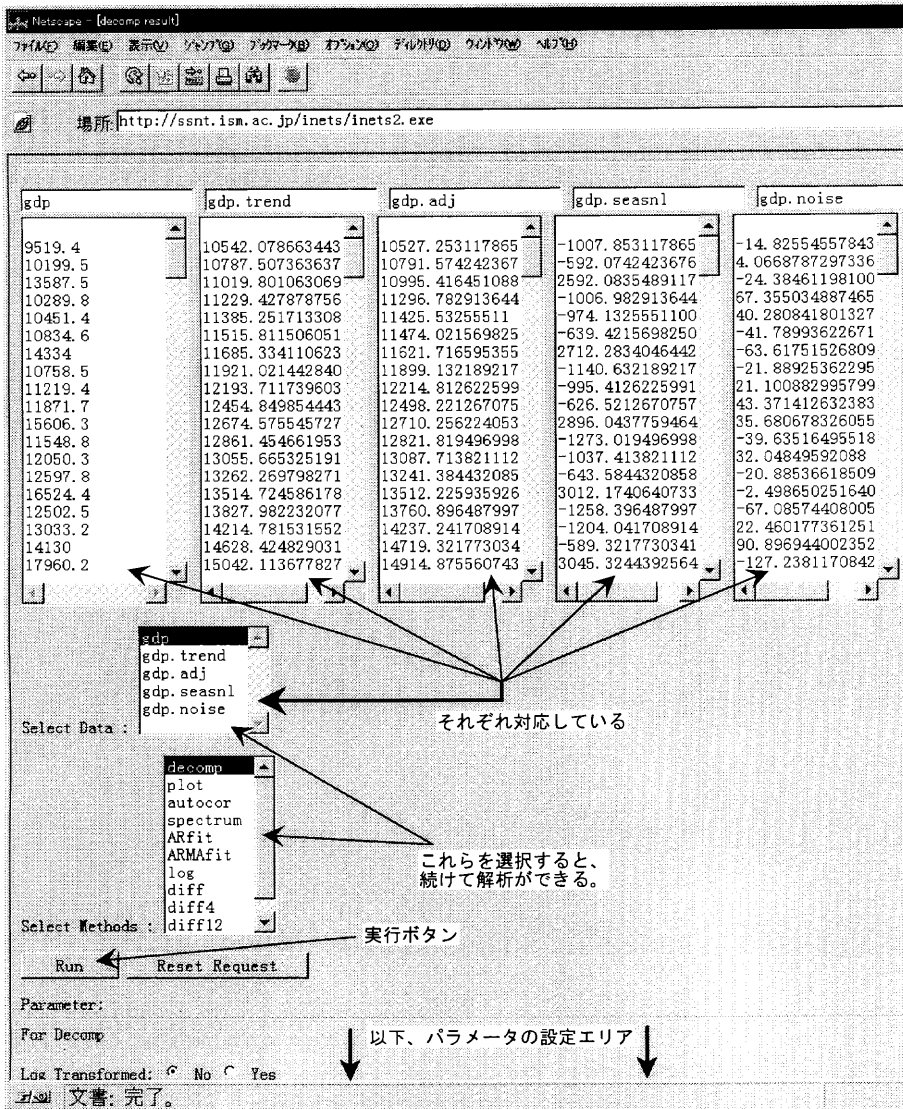 Netscape - [decomp result]
ファイル(F) 編集(E) 表示(V) ジャンプ(G) ブックマーク(B) オプション(O) ディレクトリ(D) ウィンドウ(W) ヘルプ(H)
場所: http://ssnt.ism.ac.jp/inets/inets2.exe
gdp gdp.trend gdp.adj gdp.seasnl gdp.noise
9519.4 10542.078663443 10527.253117865 -1007.853117865 -14.82554557843
10199.5 10787.507363637 10791.574242367 -592.0742423676 4.0668787297336
13587.5 11019.801063069 10995.416451088 2592.0835489117 -24.38461198100
10289.8 11229.427878756 11296.782913644 -1006.982913644 67.355034887465
10451.4 11385.251713308 11425.53255511 -974.1325551100 40.280841801327
10834.6 11515.811506051 11474.021569825 -639.4215698250 -41.78993622671
14334 11685.334110623 11621.716595355 2712.2834046442 -63.61751526809
10758.5 11921.021442840 11899.132189217 -1140.632189217 -21.88925362295
11219.4 12193.711739603 12214.812622599 -995.4126225991 21.100882995799
11871.7 12454.849854443 12498.221267075 -626.5212670757 43.371412632383
15606.3 12674.575545727 12710.256224053 2896.0437759464 35.680678326055
11548.8 12861.454661953 12821.819496998 -1273.019496998 -39.63516495518
12050.3 13055.665325191 13087.713821112 -1037.413821112 32.04849592088
12597.8 13262.269798271 13241.384432085 -643.5844320858 -20.88536618509
16524.4 13514.724586178 13512.225935926 3012.1740640733 -2.498650251640
12502.5 13827.982232077 13760.896487997 -1258.396487997 -67.08574408005
13033.2 14214.781531552 14237.241708914 -1204.041708914 22.460177361251
14130 14628.424829031 14719.321773034 -589.3217730341 90.896944002352
17960.2 15042.113677827 14914.875560743 3045.3244392564 -127.2381170842
gdp
gdp.trend
gdp.adj
gdp.seasnl
gdp.noise
Select Data :
それぞれ対応している
decomp
plot
autocor
spectrum
ARfit
ARMAfit
log
diff
diff4
diff12
Select Methods :
これらを選択すると、
続けて解析ができる。
実行ボタン
Run Reset Request
Parameter:
For Decomp
以下、パラメータの設定エリア
Log Transformed: No Yes
文書: 完了。